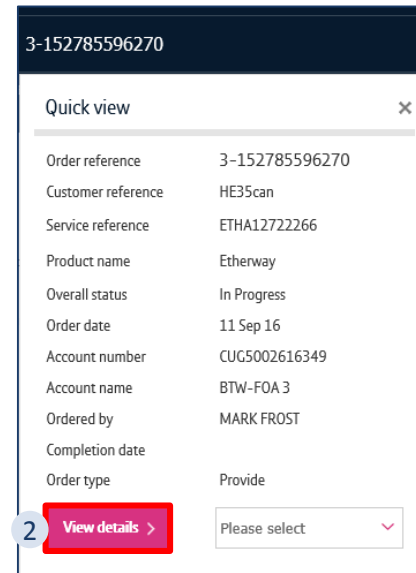 3-152785596270
Quick view ×
Order reference 3-152785596270
Customer reference HE35can
Service reference ETHA12722266
Product name Etherway
Overall status In Progress
Order date 11 Sep 16
Account number CUG5002616349
Account name BTW-FOA 3
Ordered by MARK FROST
Completion date
Order type Provide
2 View details > Please select